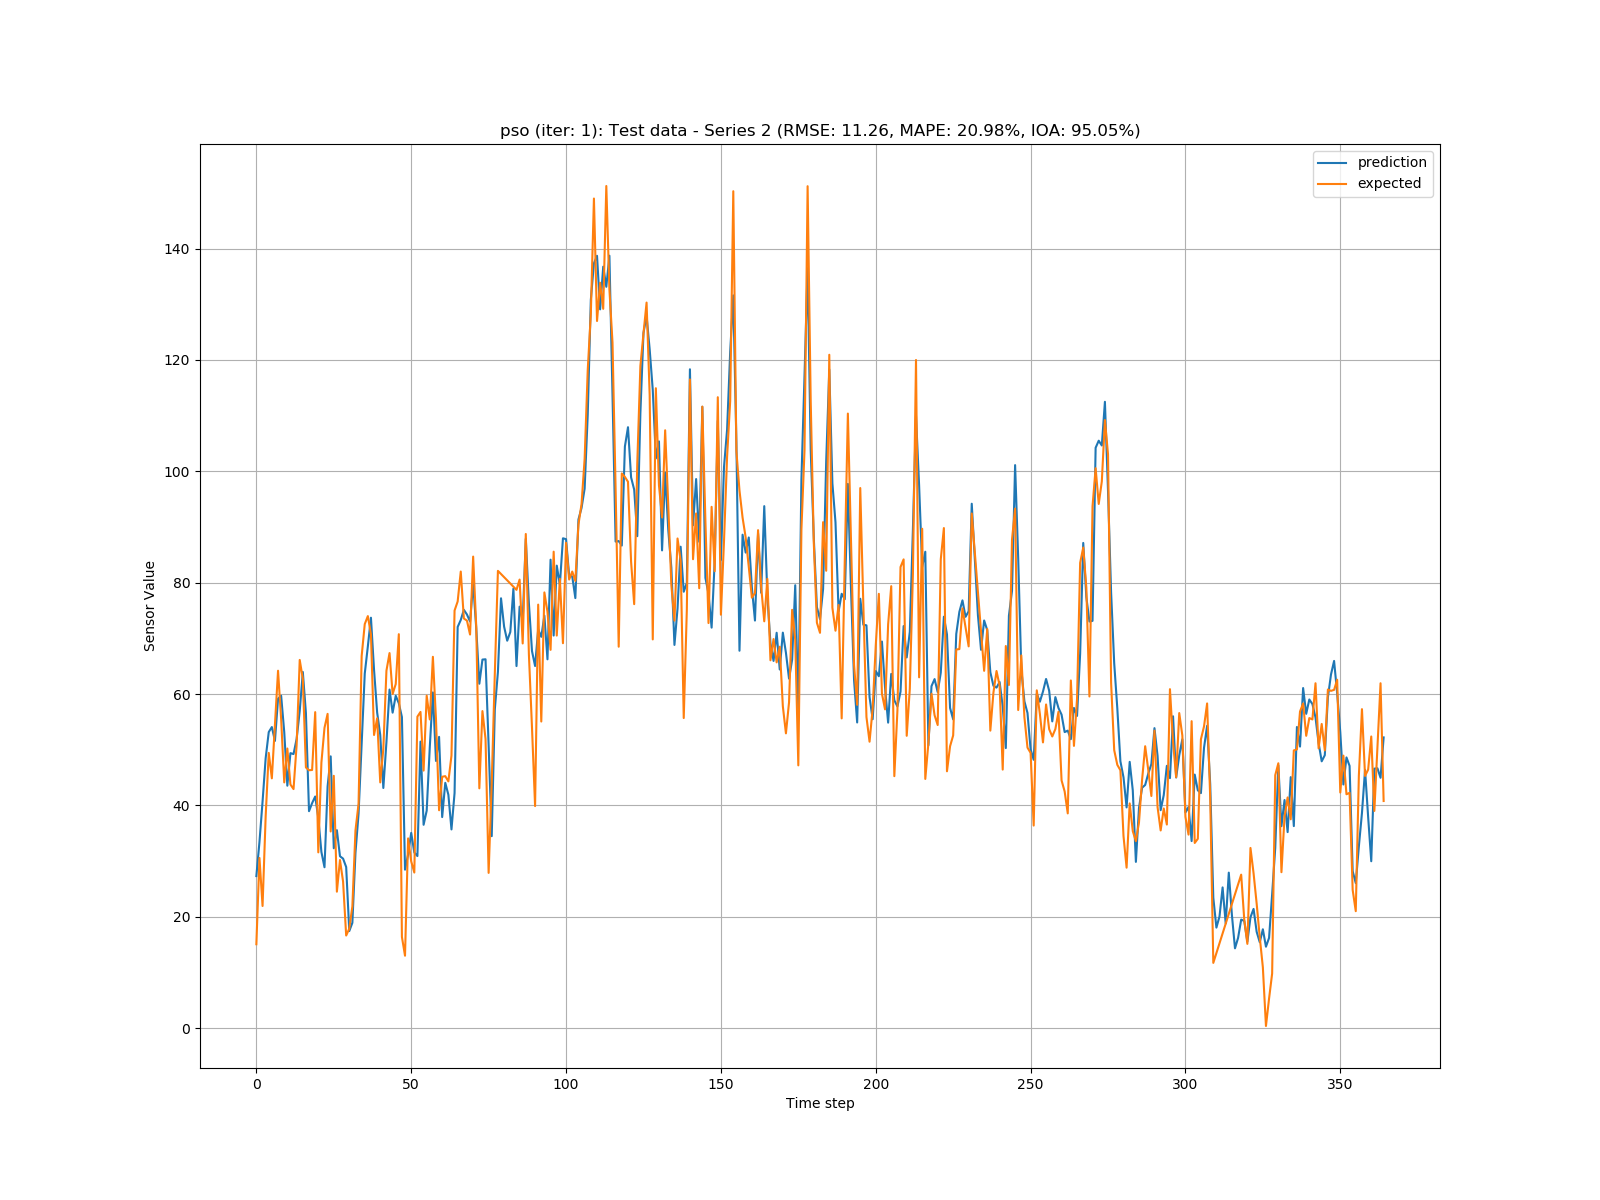 pso (iter: 1): Test data - Series 2 (RMSE: 11.26, MAPE: 20.98%, IOA: 95.05%)
prediction
expected
140
120
100
80
60
40
20
0
Sensor Value
0 50 100 150 200 250 300 350
Time step